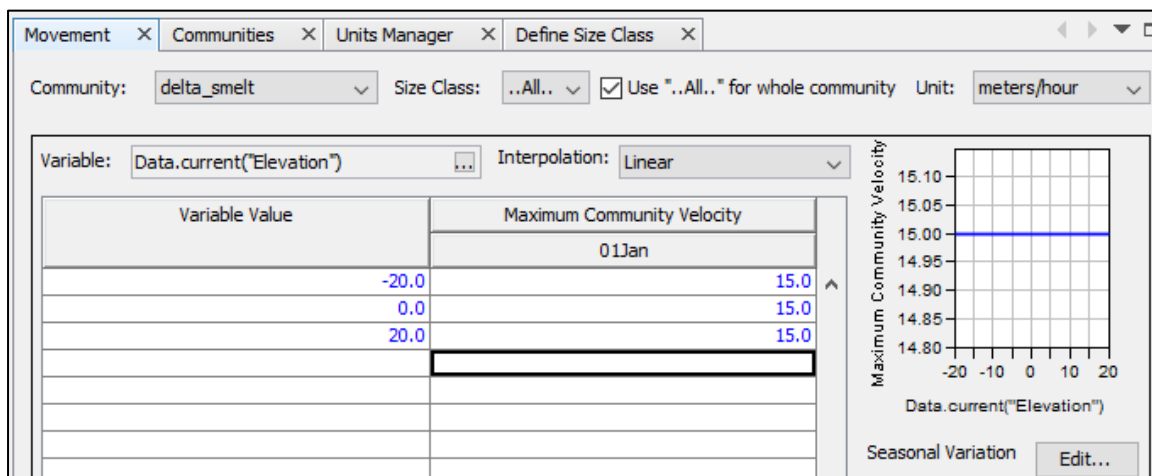 Movement Communities Units Manager Define Size Class
Community: delta_smelt Size Class: ..All.. Use "..All.." for whole community Unit: meters/hour
Variable: Data.current("Elevation") ... Interpolation: Linear
Variable Value Maximum Community Velocity
01Jan
-20.0 15.0
0.0 15.0
20.0 15.0
Maximum Community Velocity
15.10
15.05
15.00
14.95
14.90
14.85
14.80
-20 -10 0 10 20
Data.current("Elevation")
Seasonal Variation Edit...